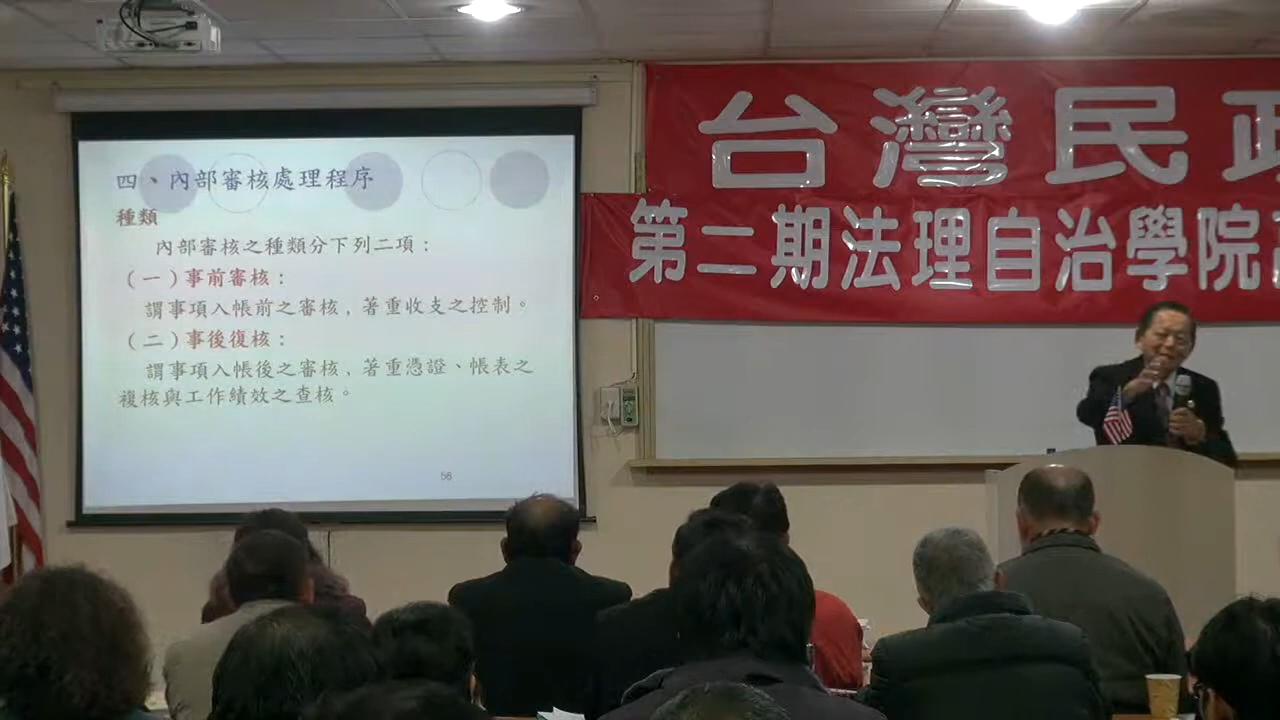 四、內部審核處理程序
種類
內部審核之種類分下列二項：
（一）事前審核：
謂事項入帳前之審核，著重收支之控制。
（二）事後復核：
謂事項入帳後之審核，著重憑證、帳表之
複核與工作績效之查核。
56
台灣民政
第二期法理自治學院